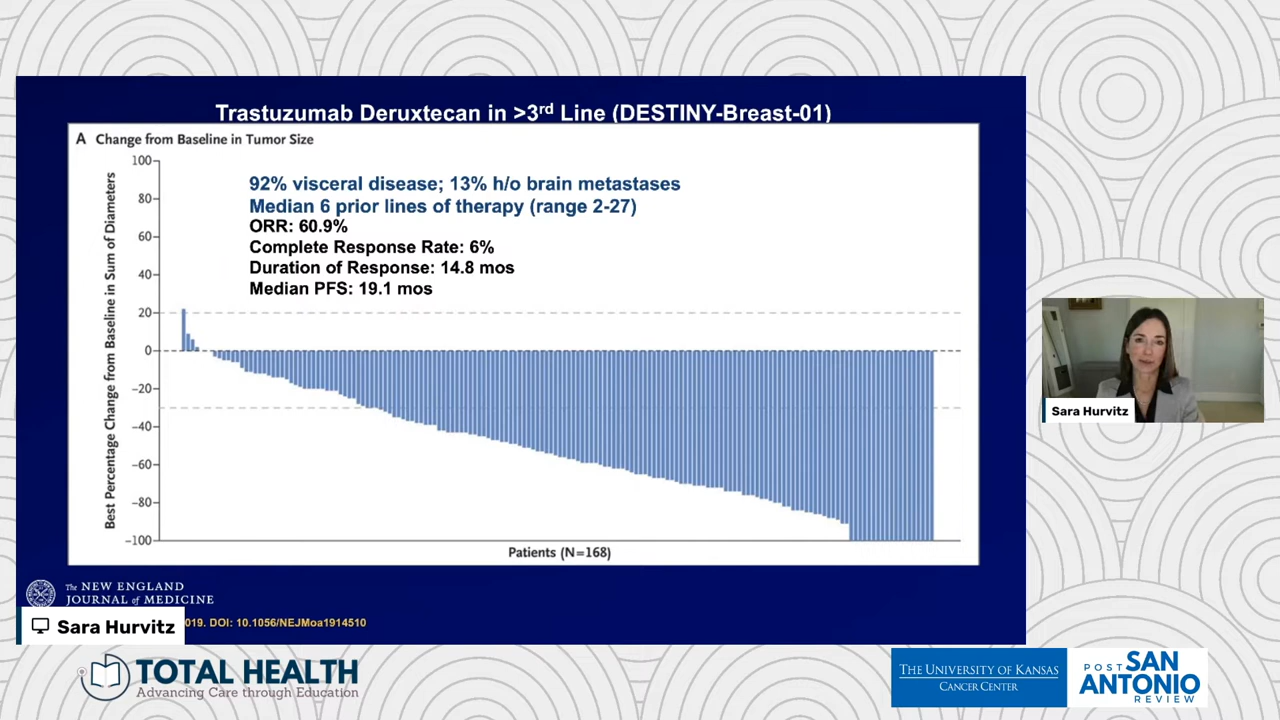 Trastuzumab Deruxtecan in >3rd Line (DESTINY-Breast-01)
A Change from Baseline in Tumor Size
Best Percentage Change from Baseline in Sum of Diameters
100
80
60
40
20
0
−20
−40
−60
−80
−100
92% visceral disease; 13% h/o brain metastases
Median 6 prior lines of therapy (range 2-27)
ORR: 60.9%
Complete Response Rate: 6%
Duration of Response: 14.8 mos
Median PFS: 19.1 mos
Patients (N=168)
The NEW ENGLAND
JOURNAL of MEDICINE
019. DOI: 10.1056/NEJMoa1914510
Sara Hurvitz
Sara Hurvitz
TOTAL HEALTH
Advancing Care through Education
THE UNIVERSITY OF KANSAS
CANCER CENTER
POST SAN
ANTONIO
REVIEW